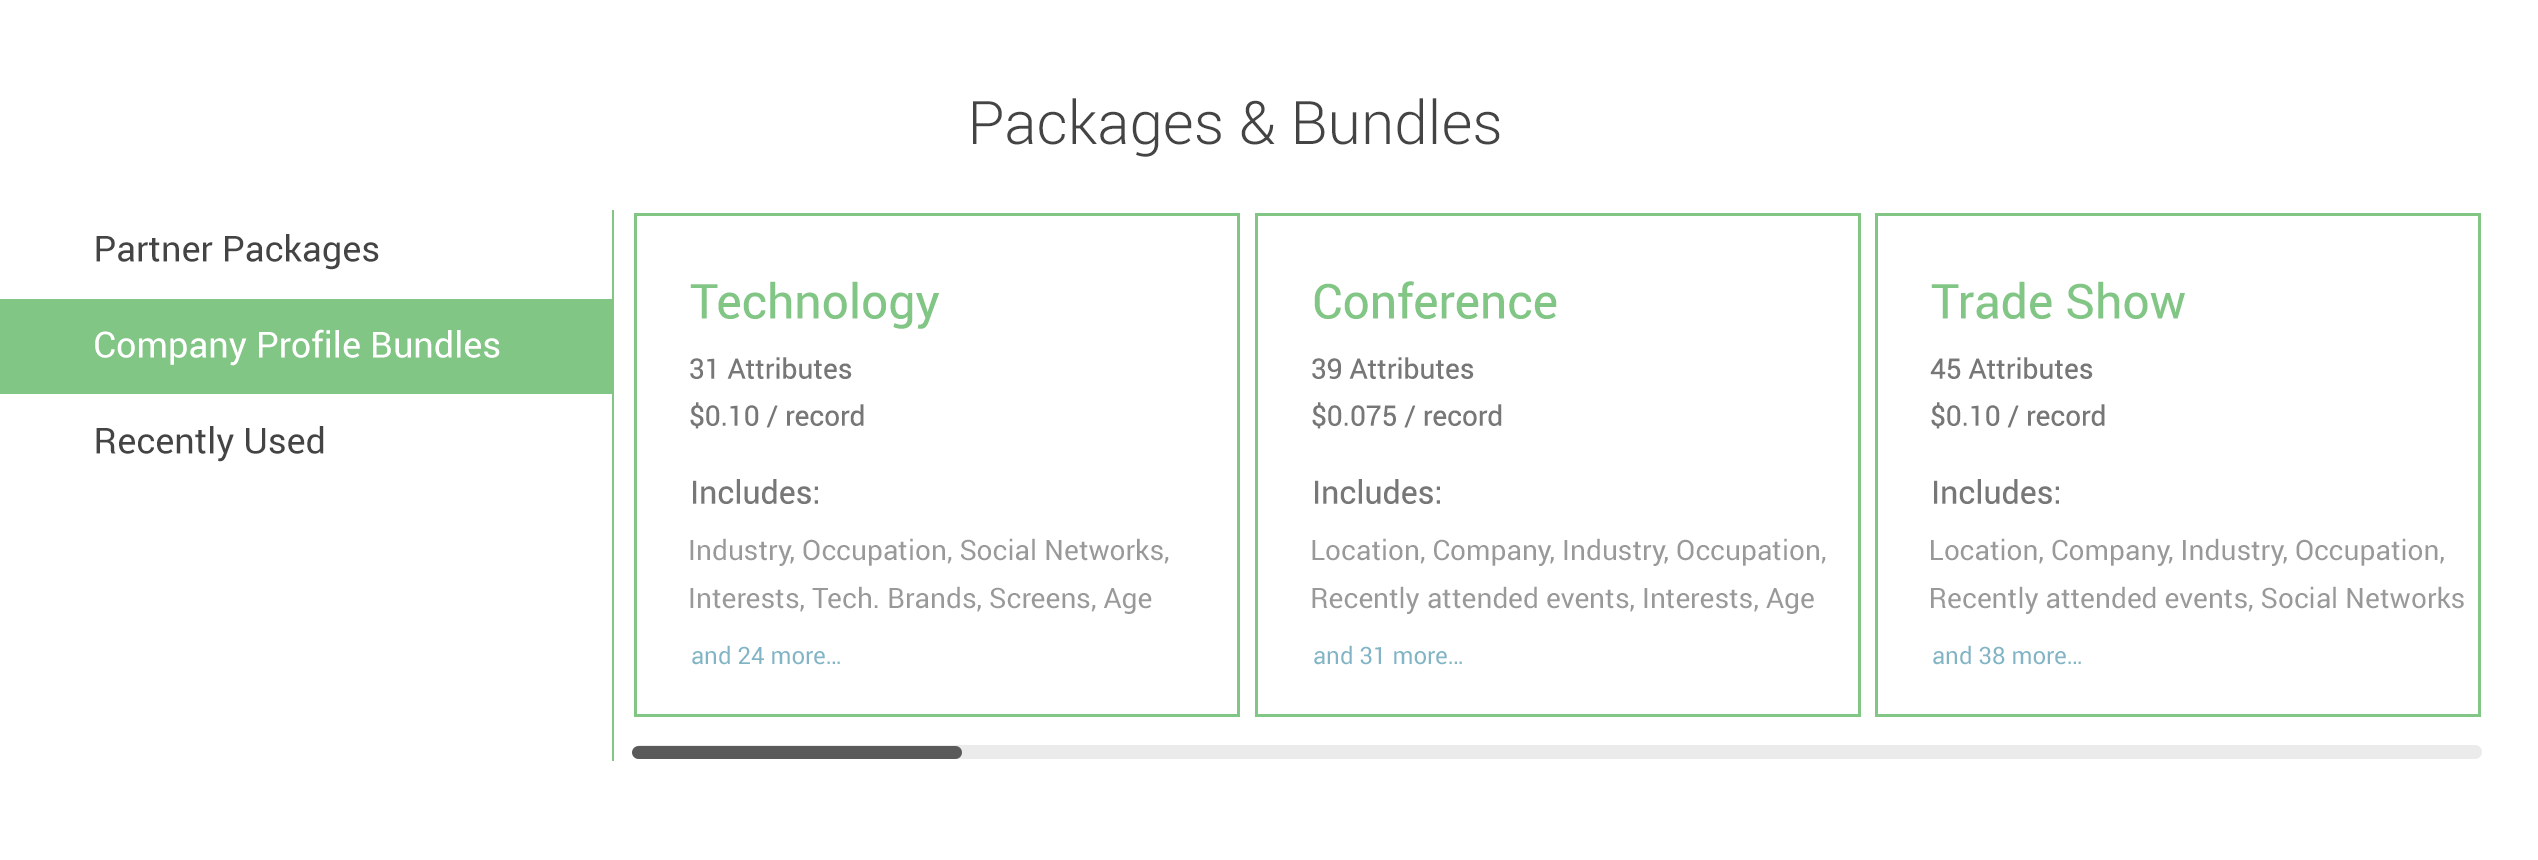 Packages & Bundles
Partner Packages
Company Profile Bundles
Recently Used
Technology
31 Attributes
$0.10 / record
Includes:
Industry, Occupation, Social Networks,
Interests, Tech. Brands, Screens, Age
and 24 more...
Conference
39 Attributes
$0.075 / record
Includes:
Location, Company, Industry, Occupation,
Recently attended events, Interests, Age
and 31 more...
Trade Show
45 Attributes
$0.10 / record
Includes:
Location, Company, Industry, Occupation,
Recently attended events, Social Networks
and 38 more...